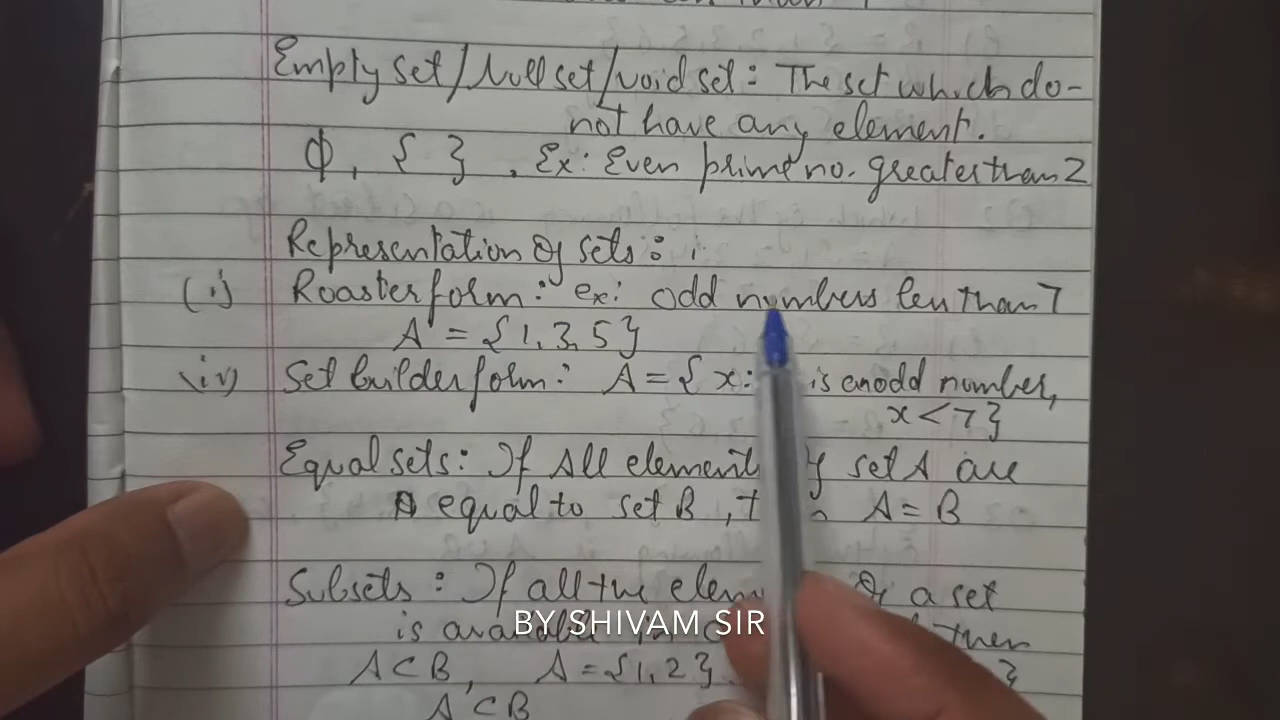 Empty set/Null set/void set: The set which do-
not have any element.
ϕ, { }, Ex: Even prime no. greater than 2
Representation of sets:
(i) Roaster form: ex: odd numbers less than 7
A = {1, 3, 5}
(iv) Set builder form: A = { x: is an odd number,
x < 7}
Equal sets: If All element set A are
equal to set B, A = B
Subsets: If all the of a set
is then
A⊂B, A = {1, 2} }
A⊂B
BY SHIVAM SIR